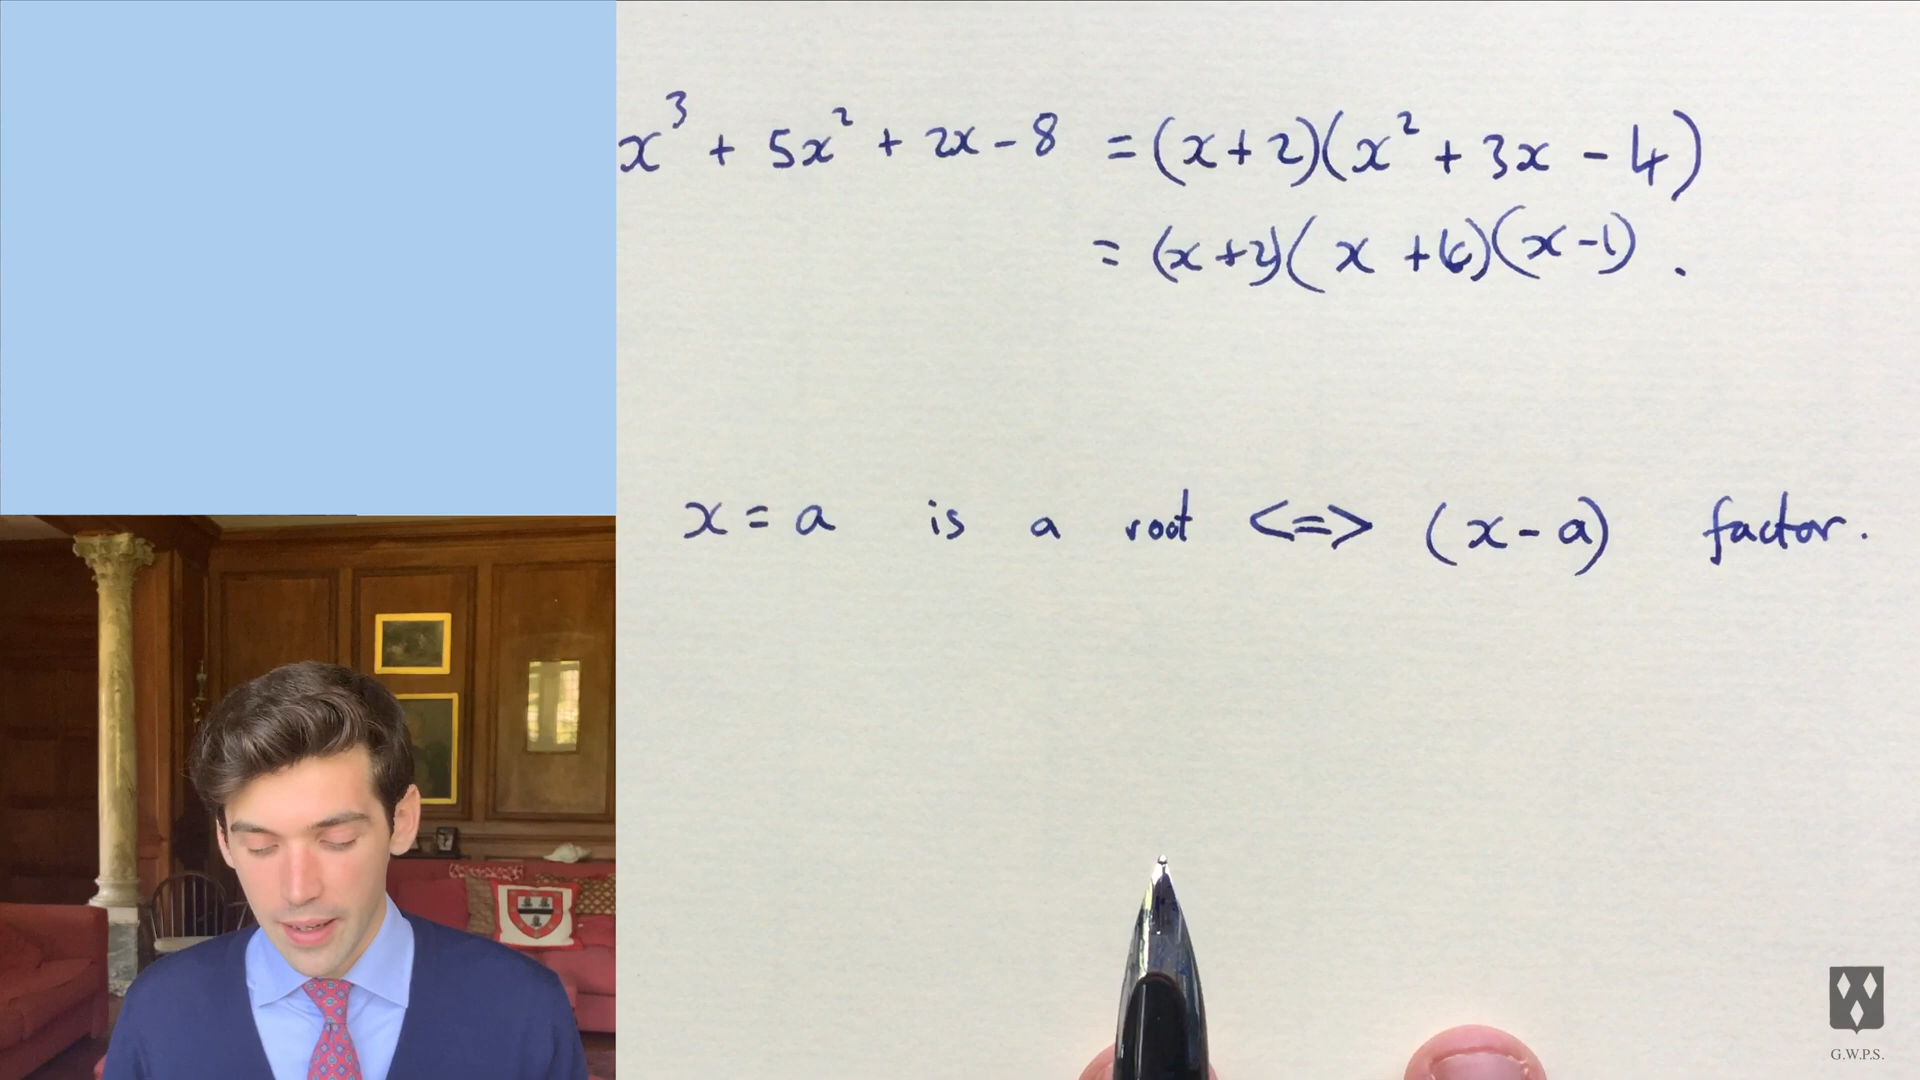 x³ + 5x² + 2x - 8 = (x+2)(x² + 3x - 4)
= (x+2)(x +4)(x-1).
x = a is a root <=> (x-a) factor.
G.W.P.S.